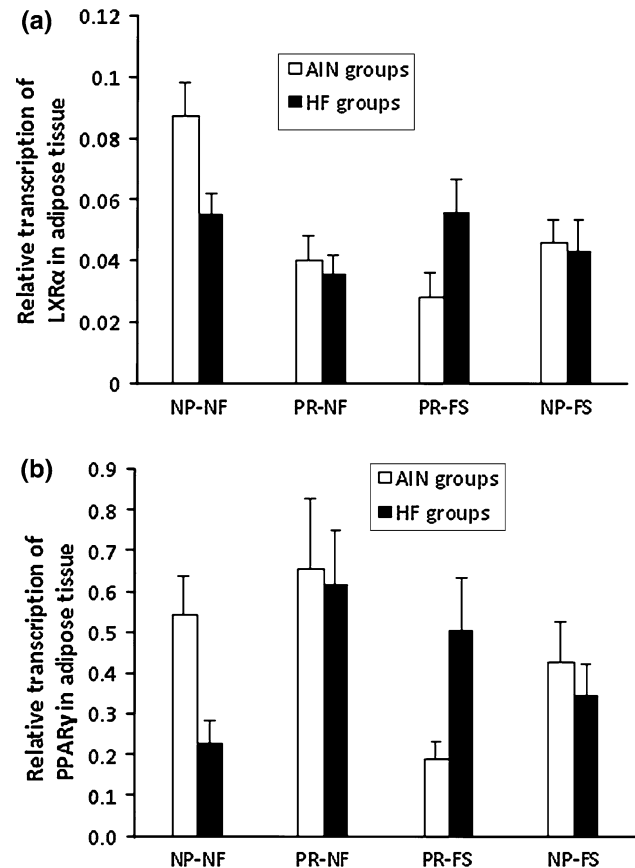 (a)
Relative transcription of
LXRα in adipose tissue
0.12
0.1
0.08
0.06
0.04
0.02
0
AIN groups
HF groups
NP-NF PR-NF PR-FS NP-FS
(b)
Relative transcription of
PPARγ in adipose tissue
0.9
0.8
0.7
0.6
0.5
0.4
0.3
0.2
0.1
0.0
AIN groups
HF groups
NP-NF PR-NF PR-FS NP-FS